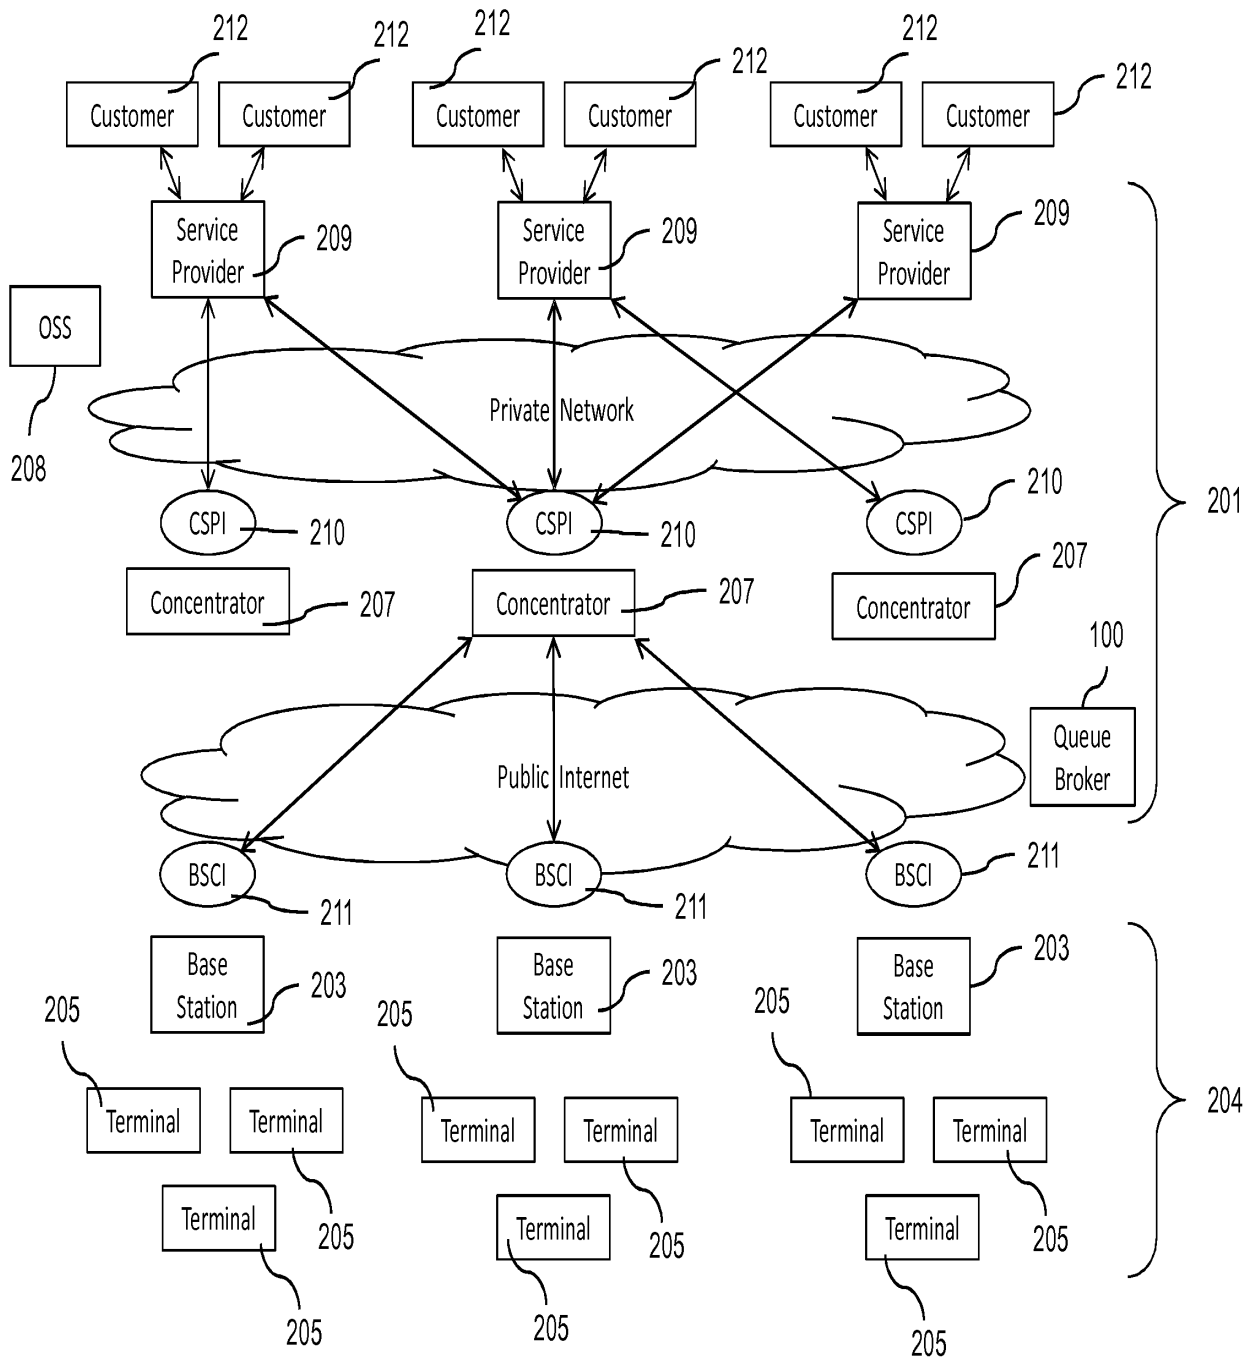 212
212
212
212
212
212
Customer
Customer
Customer
Customer
Customer
Customer
Service
Provider
209
Service
Provider
209
Service
Provider
209
OSS
208
Private Network
CSPI
210
CSPI
210
CSPI
210
201
Concentrator
207
Concentrator
207
Concentrator
207
100
Queue
Broker
Public Internet
BSCI
211
BSCI
211
BSCI
211
Base
Station
203
Base
Station
203
Base
Station
203
205
205
205
Terminal
Terminal
Terminal
Terminal
Terminal
Terminal
204
205
205
205
Terminal
Terminal
Terminal
205
205
205